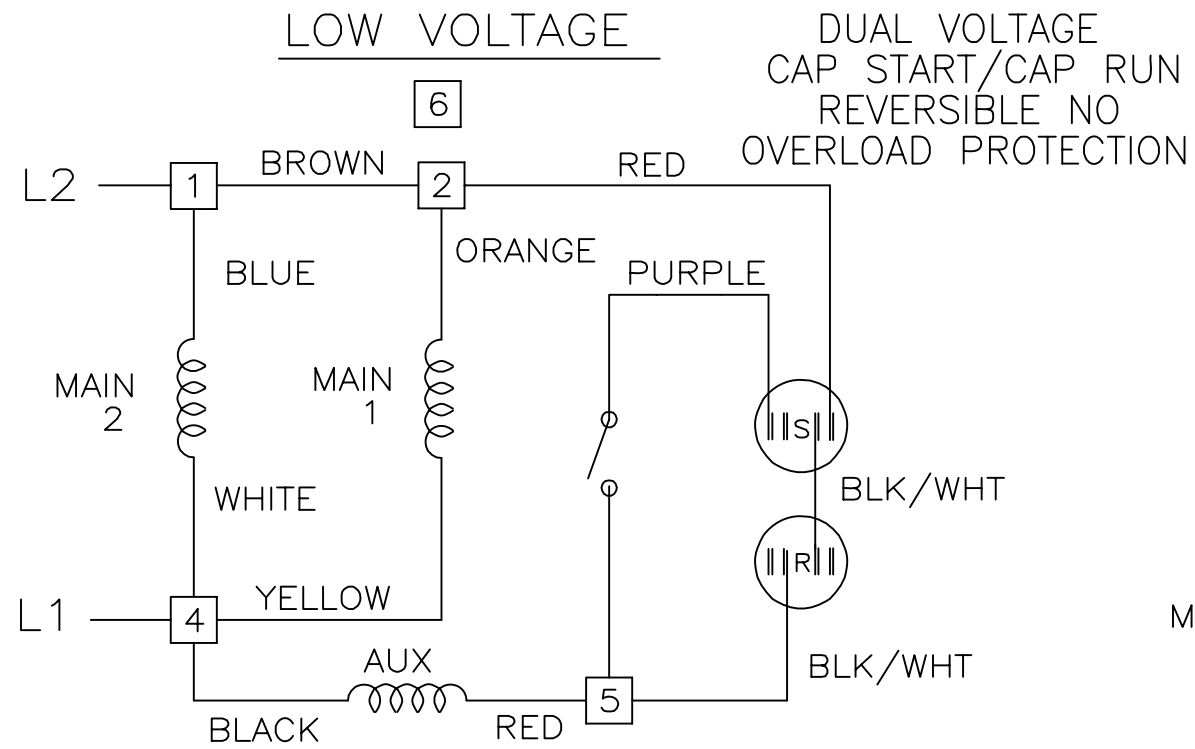 LOW VOLTAGE
DUAL VOLTAGE
CAP START/CAP RUN
REVERSIBLE NO
OVERLOAD PROTECTION
6
L2
1
BROWN
2
RED
BLUE
ORANGE
PURPLE
MAIN
2
MAIN
1
S
WHITE
BLK/WHT
R
L1
4
YELLOW
M
AUX
BLK/WHT
BLACK
RED
5